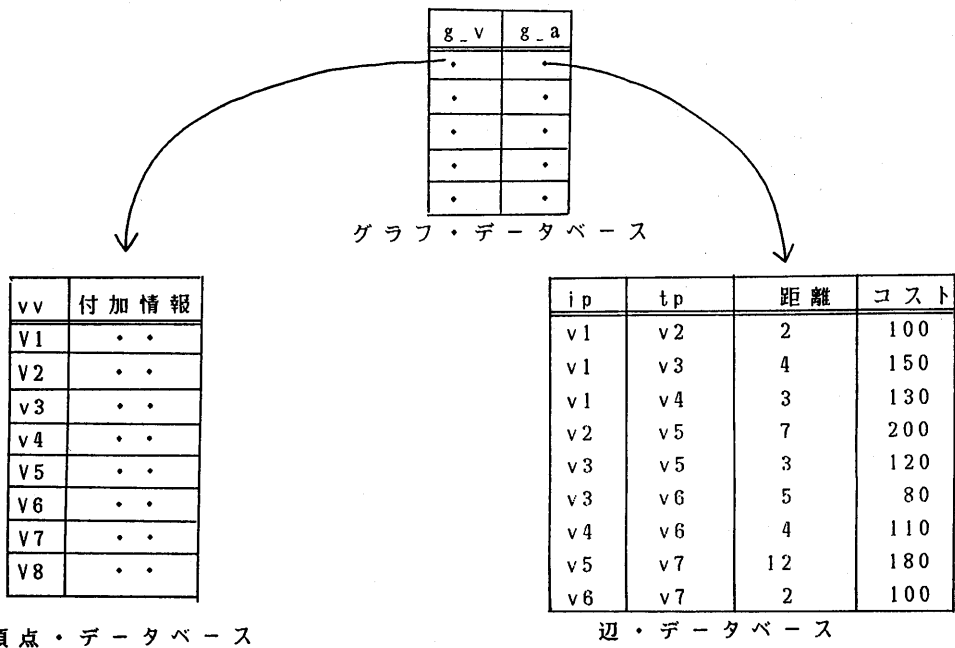 g_v g_a
グラフ・データベース
vv 付加情報
V1 ・・
V2 ・・
v3 ・・
v4 ・・
V5 ・・
V6 ・・
V7 ・・
V8 ・・
頂点・データベース
ip tp 距離 コスト
v1 v2 2 100
v1 v3 4 150
v1 v4 3 130
v2 v5 7 200
v3 v5 3 120
v3 v6 5 80
v4 v6 4 110
v5 v7 12 180
v6 v7 2 100
辺・データベース